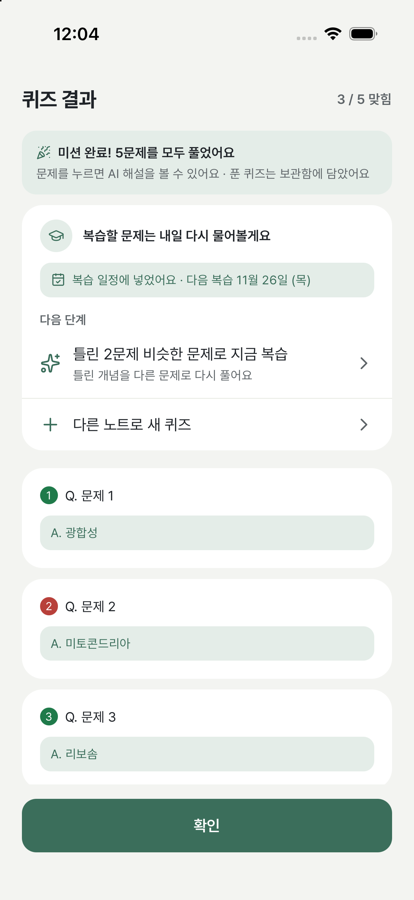 12:04
퀴즈 결과
3 / 5 맞힘
미션 완료! 5문제를 모두 풀었어요
문제를 누르면 AI 해설을 볼 수 있어요 · 푼 퀴즈는 보관함에 담았어요
복습할 문제는 내일 다시 물어볼게요
복습 일정에 넣었어요 · 다음 복습 11월 26일 (목)
다음 단계
틀린 2문제 비슷한 문제로 지금 복습
틀린 개념을 다른 문제로 다시 풀어요
다른 노트로 새 퀴즈
1 Q. 문제 1
A. 광합성
2 Q. 문제 2
A. 미토콘드리아
3 Q. 문제 3
A. 리보솜
확인